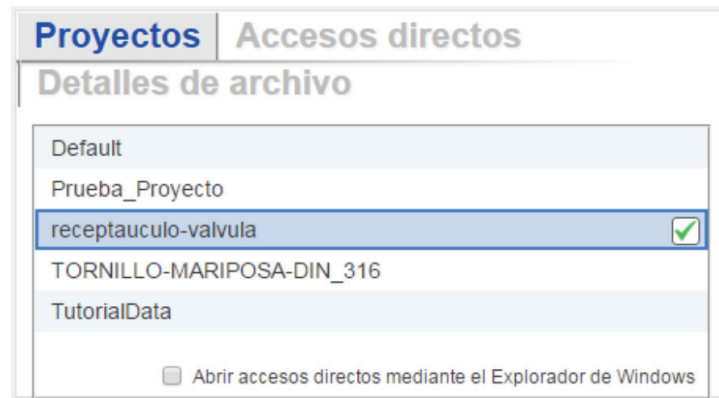 Proyectos Accesos directos
Detalles de archivo
Default
Prueba_Proyecto
receptauculo-valvula
TORNILLO-MARIPOSA-DIN_316
TutorialData
Abrir accesos directos mediante el Explorador de Windows